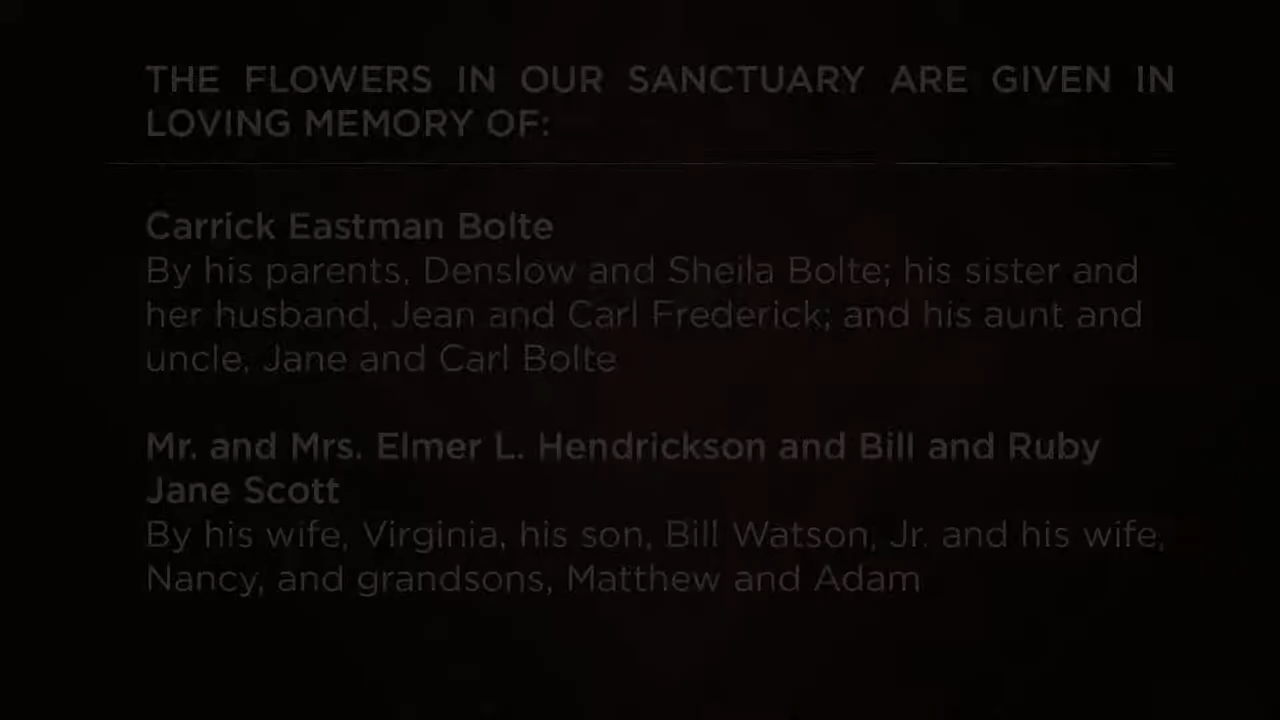 THE FLOWERS IN OUR SANCTUARY ARE GIVEN IN
LOVING MEMORY OF:
Carrick Eastman Bolte
By his parents, Denslow and Sheila Bolte; his sister and
her husband, Jean and Carl Frederick; and his aunt and
uncle, Jane and Carl Bolte
Mr. and Mrs. Elmer L. Hendrickson and Bill and Ruby
Jane Scott
By his wife, Virginia, his son, Bill Watson, Jr. and his wife,
Nancy, and grandsons, Matthew and Adam